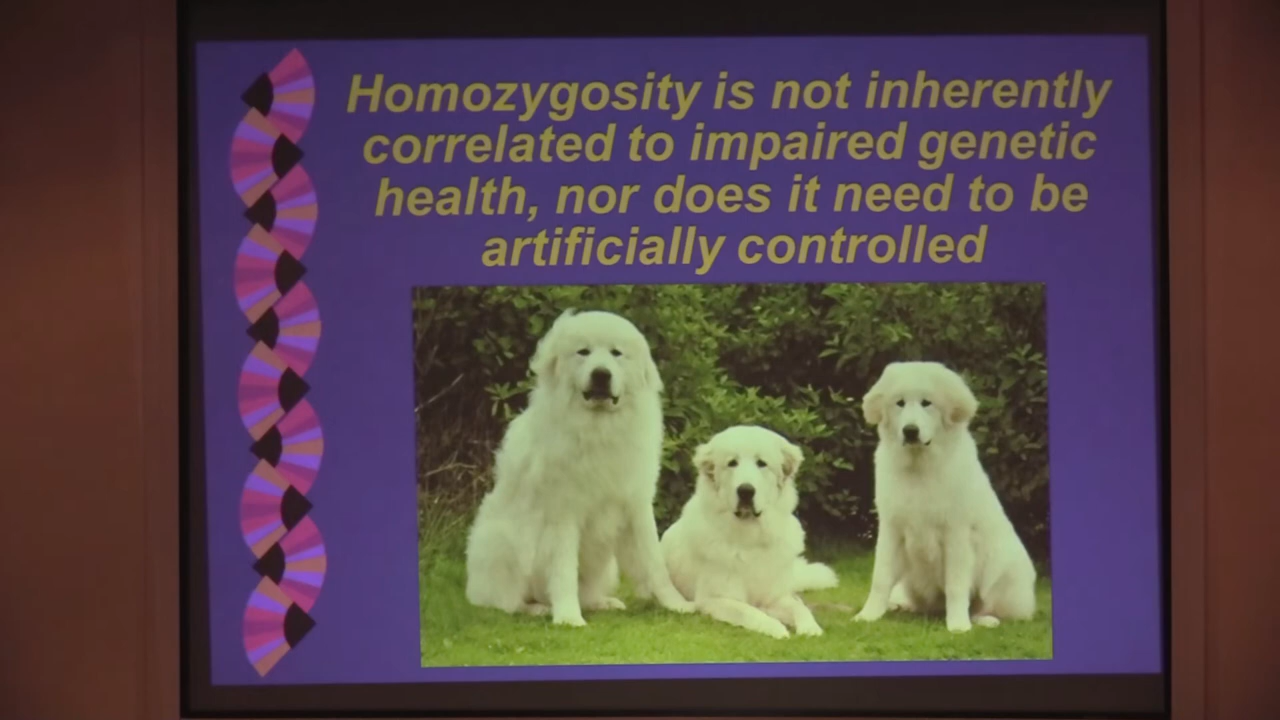 Homozygosity is not inherently
correlated to impaired genetic
health, nor does it need to be
artificially controlled